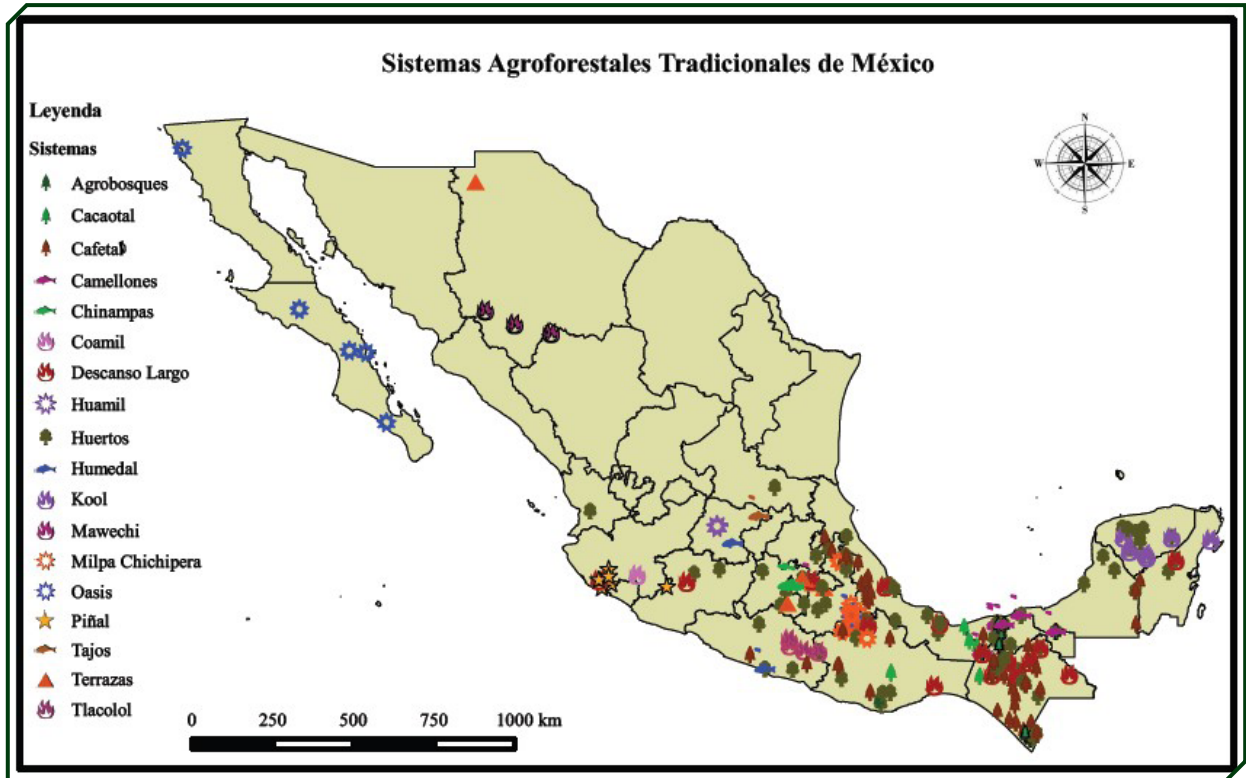 Sistemas Agroforestales Tradicionales de México
Leyenda
Sistemas
Agrobosques
Cacaotal
Cafetal
Camellones
Chinampas
Coamil
Descanso Largo
Huamil
Huertos
Humedal
Kool
Mawechi
Milpa Chichipera
Oasis
Piñal
Tajos
Terrazas
Tlacolol
N
W E
S
0 250 500 750 1000 km